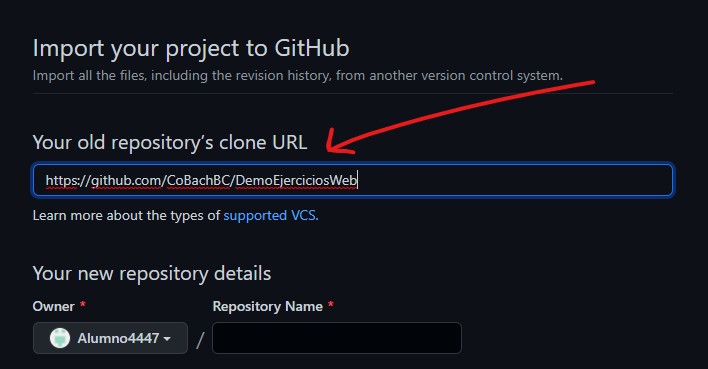 Import your project to GitHub
Import all the files, including the revision history, from another version control system.
Your old repository's clone URL
https://github.com/CoBachBC/DemoEjerciciosWeb
Learn more about the types of supported VCS.
Your new repository details
Owner * Repository Name *
Alumno4447 /